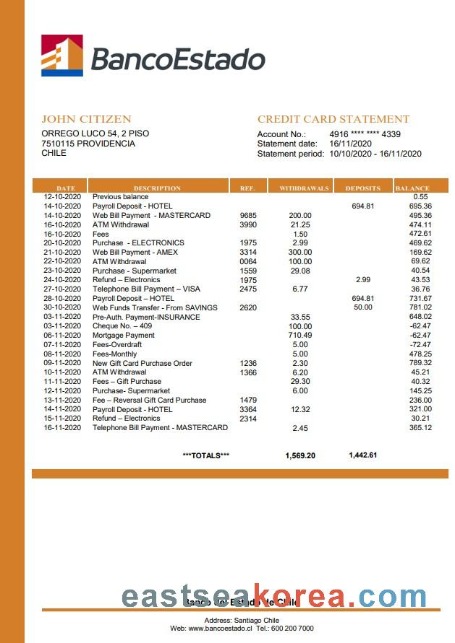 BancoEstado
JOHN CITIZEN
ORREGO LUCO 54, 2 PISO
7510115 PROVIDENCIA
CHILE
CREDIT CARD STATEMENT
Account No.: 4916 **** **** 4339
Statement date: 16/11/2020
Statement period: 10/10/2020 - 16/11/2020
DATE DESCRIPTION REF. WITHDRAWALS DEPOSITS BALANCE
12-10-2020 Previous balance 0.55
14-10-2020 Payroll Deposit - HOTEL 694.81 695.36
14-10-2020 Web Bill Payment - MASTERCARD 9685 200.00 495.36
16-10-2020 ATM Withdrawal 3990 21.25 474.11
16-10-2020 Fees 1.50 472.61
20-10-2020 Purchase - ELECTRONICS 1975 2.99 469.62
21-10-2020 Web Bill Payment - AMEX 3314 300.00 169.62
22-10-2020 ATM Withdrawal 0064 100.00 69.62
23-10-2020 Purchase - Supermarket 1559 29.08 40.54
24-10-2020 Refund – Electronics 1975 2.99 43.53
27-10-2020 Telephone Bill Payment – VISA 2475 6.77 36.76
28-10-2020 Payroll Deposit – HOTEL 694.81 731.67
30-10-2020 Web Funds Transfer - From SAVINGS 2620 50.00 781.02
03-11-2020 Pre-Auth. Payment-INSURANCE 33.55 648.02
03-11-2020 Cheque No. – 409 100.00 -62.47
06-11-2020 Mortgage Payment 710.49 -62.47
07-11-2020 Fees-Overdraft 5.00 -72.47
08-11-2020 Fees-Monthly 5.00 478.25
09-11-2020 New Gift Card Purchase Order 1236 2.30 789.32
10-11-2020 ATM Withdrawal 1366 6.20 45.21
11-11-2020 Fees – Gift Purchase 29.30 40.32
12-11-2020 Purchase- Supermarket 6.00 145.25
13-11-2020 Fee – Reversal Gift Card Purchase 1479 236.00
14-11-2020 Payroll Deposit - HOTEL 3364 12.32 321.00
15-11-2020 Refund – Electronics 2314 30.21
16-11-2020 Telephone Bill Payment - MASTERCARD 2.45 365.12
***TOTALS*** 1,569.20 1,442.61
Banco del Estado de Chile
eastseakorea.com
Address: Santiago Chile
Web: www.bancoestado.cl Tel.: 600 200 7000